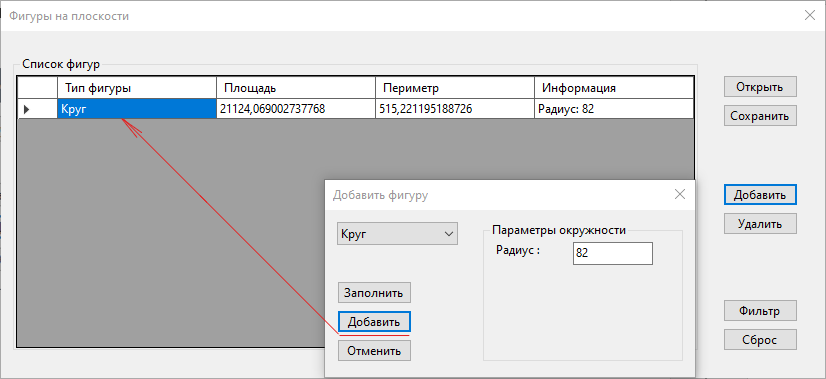 Фигуры на плоскости
Список фигур
Тип фигуры Площадь Периметр Информация
Круг 21124,069002737768 515,221195188726 Радиус: 82
Открыть
Сохранить
Добавить
Удалить
Фильтр
Сброс
Добавить фигуру
Круг
Параметры окружности
Радиус : 82
Заполнить
Добавить
Отменить